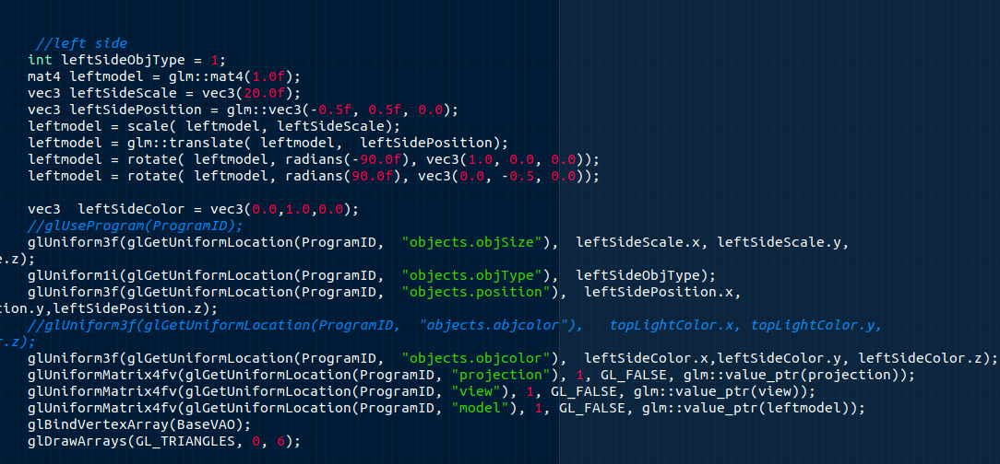 //left side
int leftSideObjType = 1;
mat4 leftmodel = glm::mat4(1.0f);
vec3 leftSideScale = vec3(20.0f);
vec3 leftSidePosition = glm::vec3(-0.5f, 0.5f, 0.0);
leftmodel = scale( leftmodel, leftSideScale);
leftmodel = glm::translate( leftmodel,  leftSidePosition);
leftmodel = rotate( leftmodel, radians(-90.0f), vec3(1.0, 0.0, 0.0));
leftmodel = rotate( leftmodel, radians(90.0f), vec3(0.0, -0.5, 0.0));
vec3  leftSideColor = vec3(0.0,1.0,0.0);
//glUseProgram(ProgramID);
glUniform3f(glGetUniformLocation(ProgramID,  "objects.objSize"),  leftSideScale.x, leftSideScale.y,
.z);
glUniform1i(glGetUniformLocation(ProgramID,  "objects.objType"),  leftSideObjType);
glUniform3f(glGetUniformLocation(ProgramID,  "objects.position"),  leftSidePosition.x,
tion.y,leftSidePosition.z);
//glUniform3f(glGetUniformLocation(ProgramID,  "objects.objcolor"),   topLightColor.x, topLightColor.y,
r.z);
glUniform3f(glGetUniformLocation(ProgramID,  "objects.objcolor"),  leftSideColor.x,leftSideColor.y, leftSideColor.z);
glUniformMatrix4fv(glGetUniformLocation(ProgramID, "projection"), 1, GL_FALSE, glm::value_ptr(projection));
glUniformMatrix4fv(glGetUniformLocation(ProgramID, "view"), 1, GL_FALSE, glm::value_ptr(view));
glUniformMatrix4fv(glGetUniformLocation(ProgramID, "model"), 1, GL_FALSE, glm::value_ptr(leftmodel));
glBindVertexArray(BaseVAO);
glDrawArrays(GL_TRIANGLES, 0, 6);